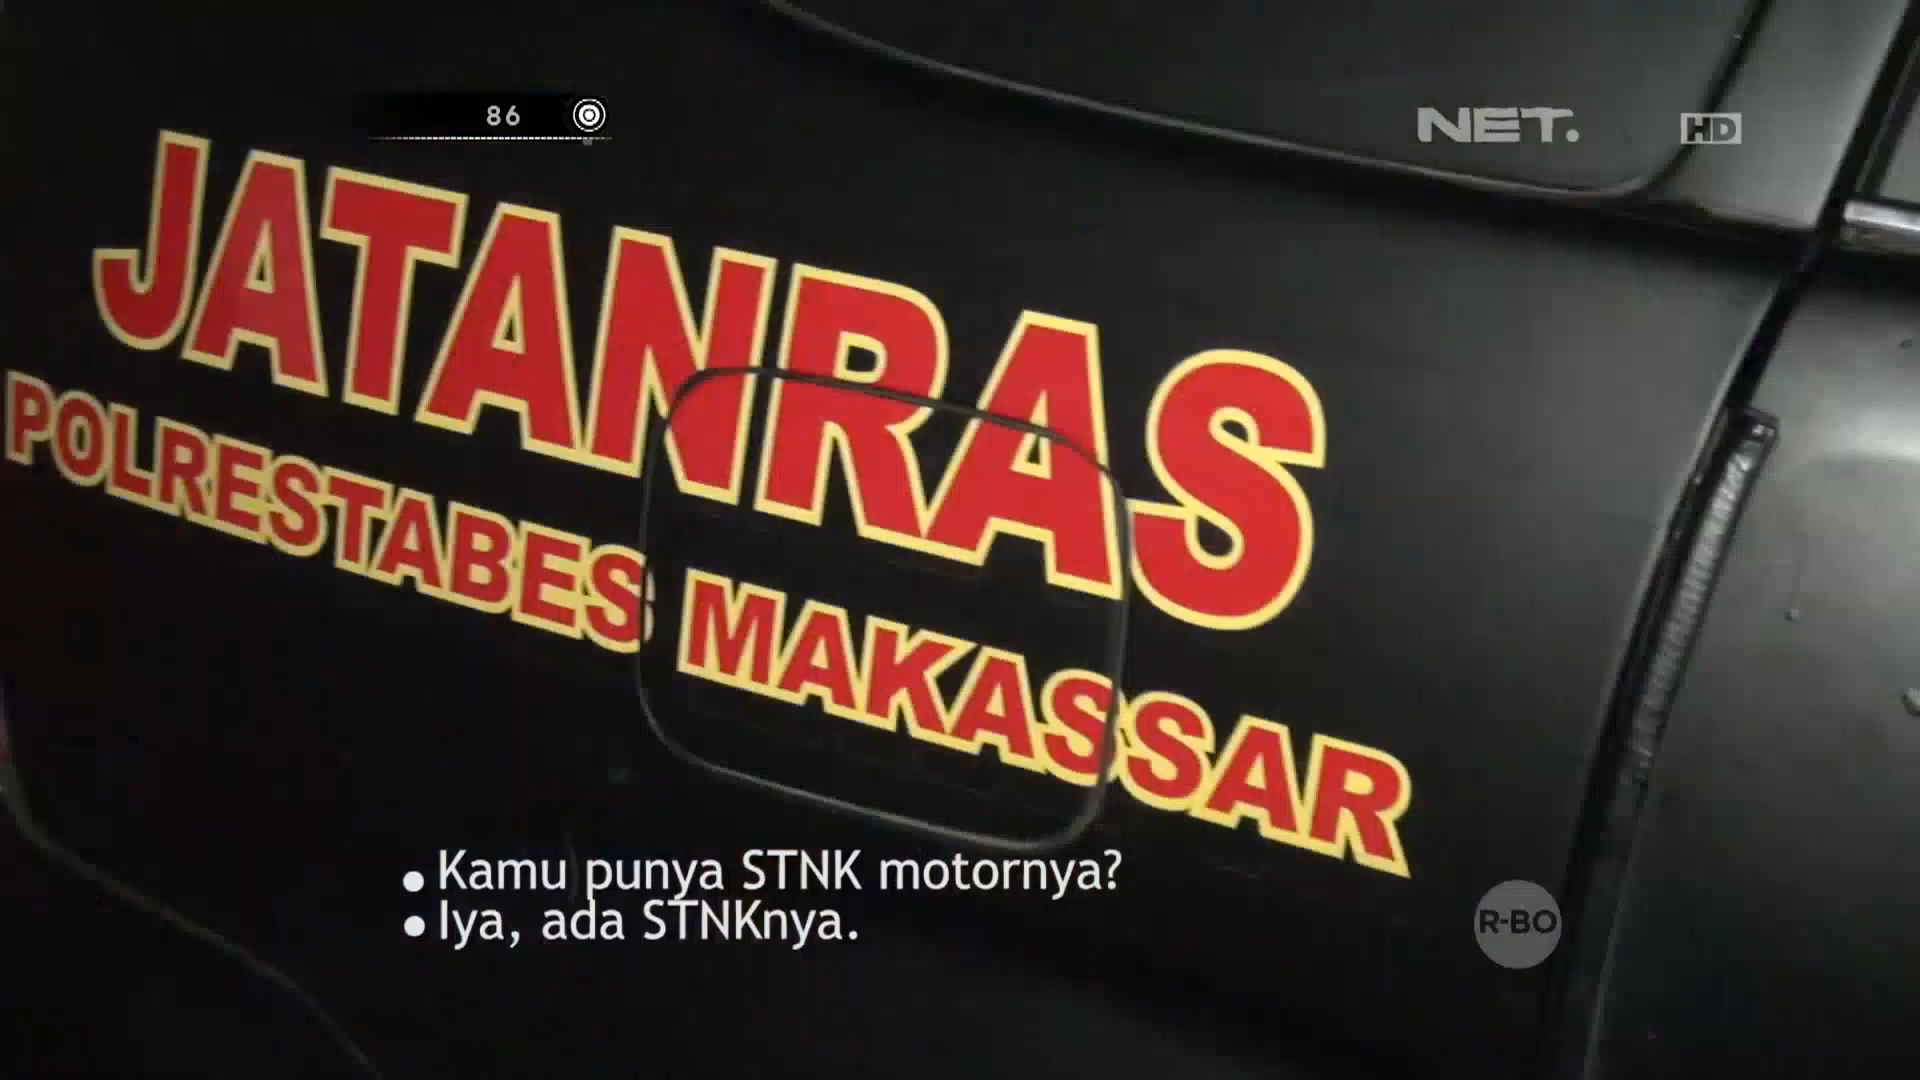 86
NET.
HD
JATANRAS
POLRESTABES MAKASSAR
• Kamu punya STNK motornya?
• Iya, ada STNKnya.
R-BO